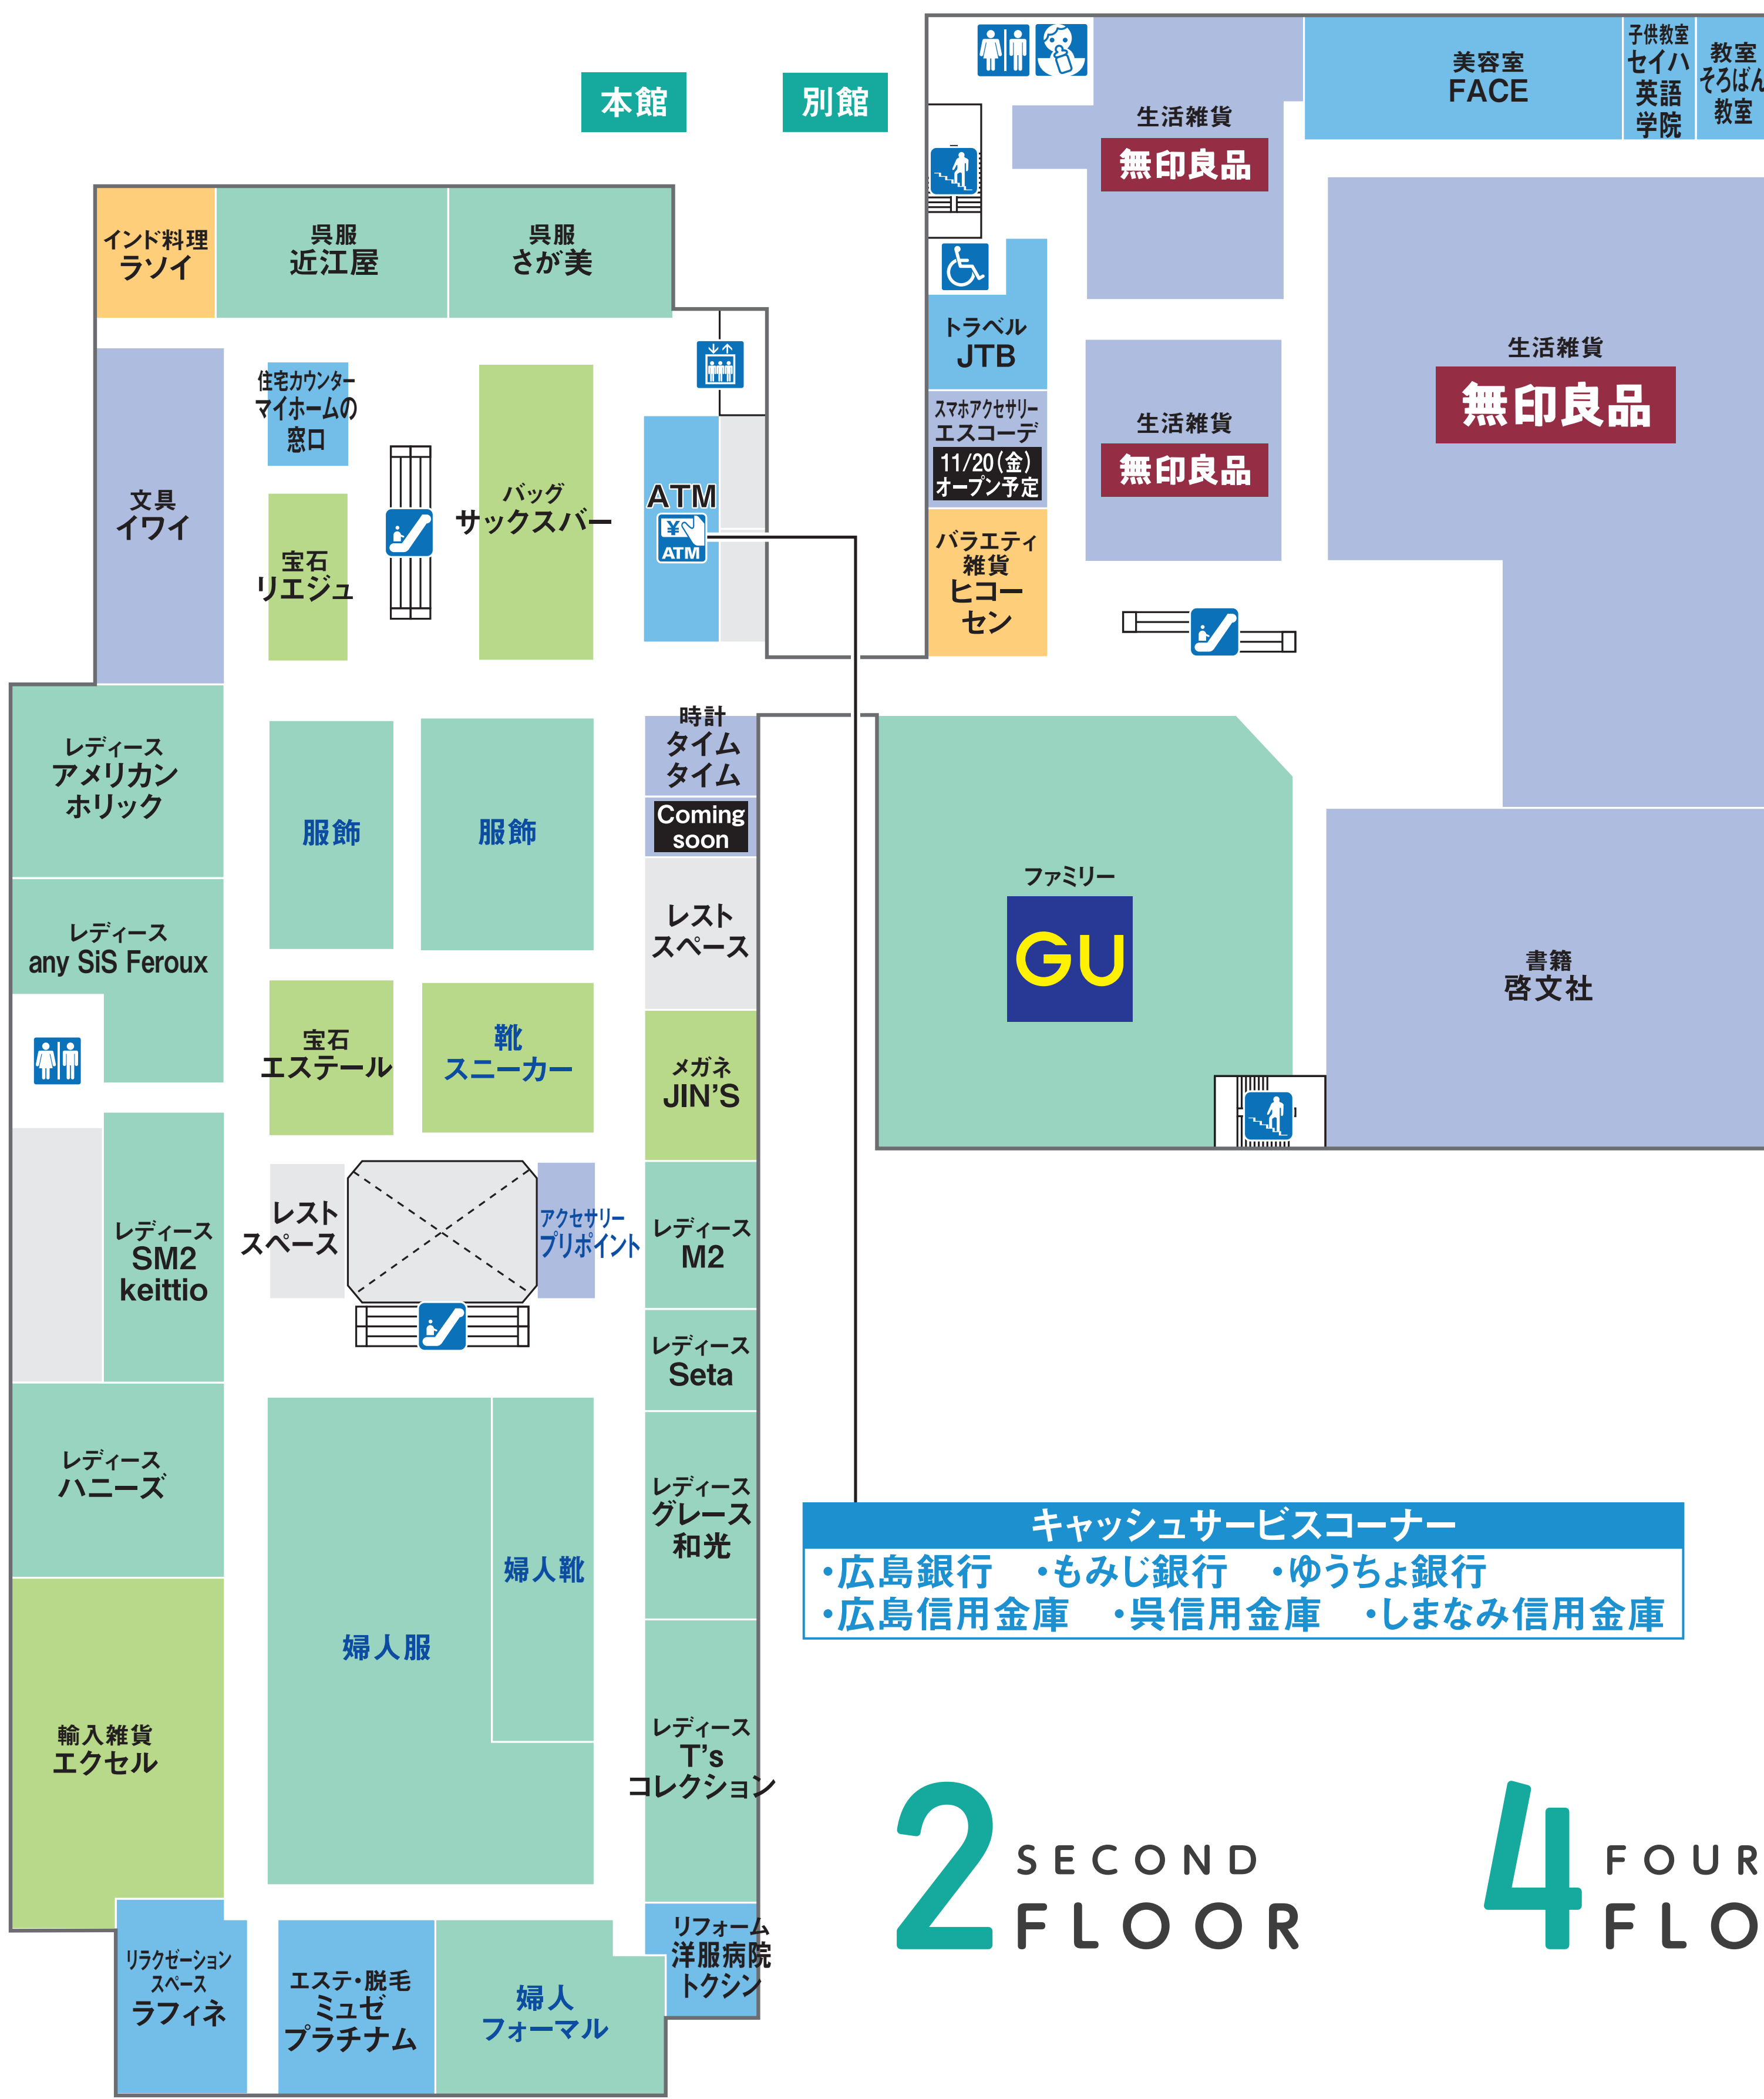 本館
別館
インド料理
ラソイ
呉服
近江屋
呉服
さが美
文具
イワイ
住宅カウンター
マイホームの
窓口
宝石
リエジュ
バッグ
サックスバー
ATM
¥
ATM
レディース
アメリカン
ホリック
服飾
服飾
時計
タイム
タイム
Coming
soon
レスト
スペース
レディース
any SiS Feroux
宝石
エステール
靴
スニーカー
メガネ
JIN'S
レディース
SM2
keittio
レスト
スペース
アクセサリー
プリポイント
レディース
M2
レディース
Seta
レディース
ハニーズ
婦人服
婦人靴
レディース
グレース
和光
輸入雑貨
エクセル
レディース
T's
コレクション
リラクゼーション
スペース
ラフィネ
エステ・脱毛
ミュゼ
プラチナム
婦人
フォーマル
リフォーム
洋服病院
トクシン
生活雑貨
無印良品
美容室
FACE
子供教室
セイハ
英語
学院
教室
そろばん
教室
トラベル
JTB
スマホアクセサリー
エスコーデ
11/20(金)
オープン予定
バラエティ
雑貨
ヒコー
セン
生活雑貨
無印良品
生活雑貨
無印良品
ファミリー
GU
書籍
啓文社
キャッシュサービスコーナー
・広島銀行 ・もみじ銀行 ・ゆうちょ銀行
・広島信用金庫 ・呉信用金庫 ・しまなみ信用金庫
2 SECOND
FLOOR
4 FOUR
FLO